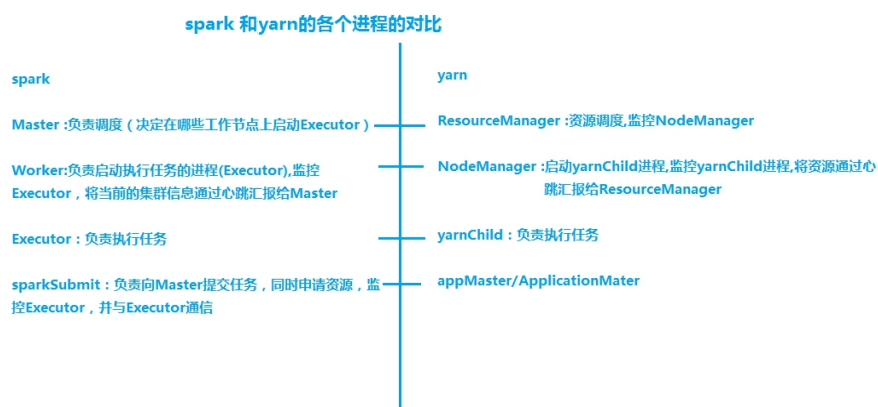 spark 和yarn的各个进程的对比
spark
Master :负责调度（决定在哪些工作节点上启动Executor）
Worker:负责启动执行任务的进程(Executor),监控
Executor，将当前的集群信息通过心跳汇报给Master
Executor：负责执行任务
sparkSubmit：负责向Master提交任务，同时申请资源，监
控Executor，并与Executor通信
yarn
ResourceManager :资源调度,监控NodeManager
NodeManager :启动yarnChild进程,监控yarnChild进程,将资源通过心
跳汇报给ResourceManager
yarnChild：负责执行任务
appMaster/ApplicationMater